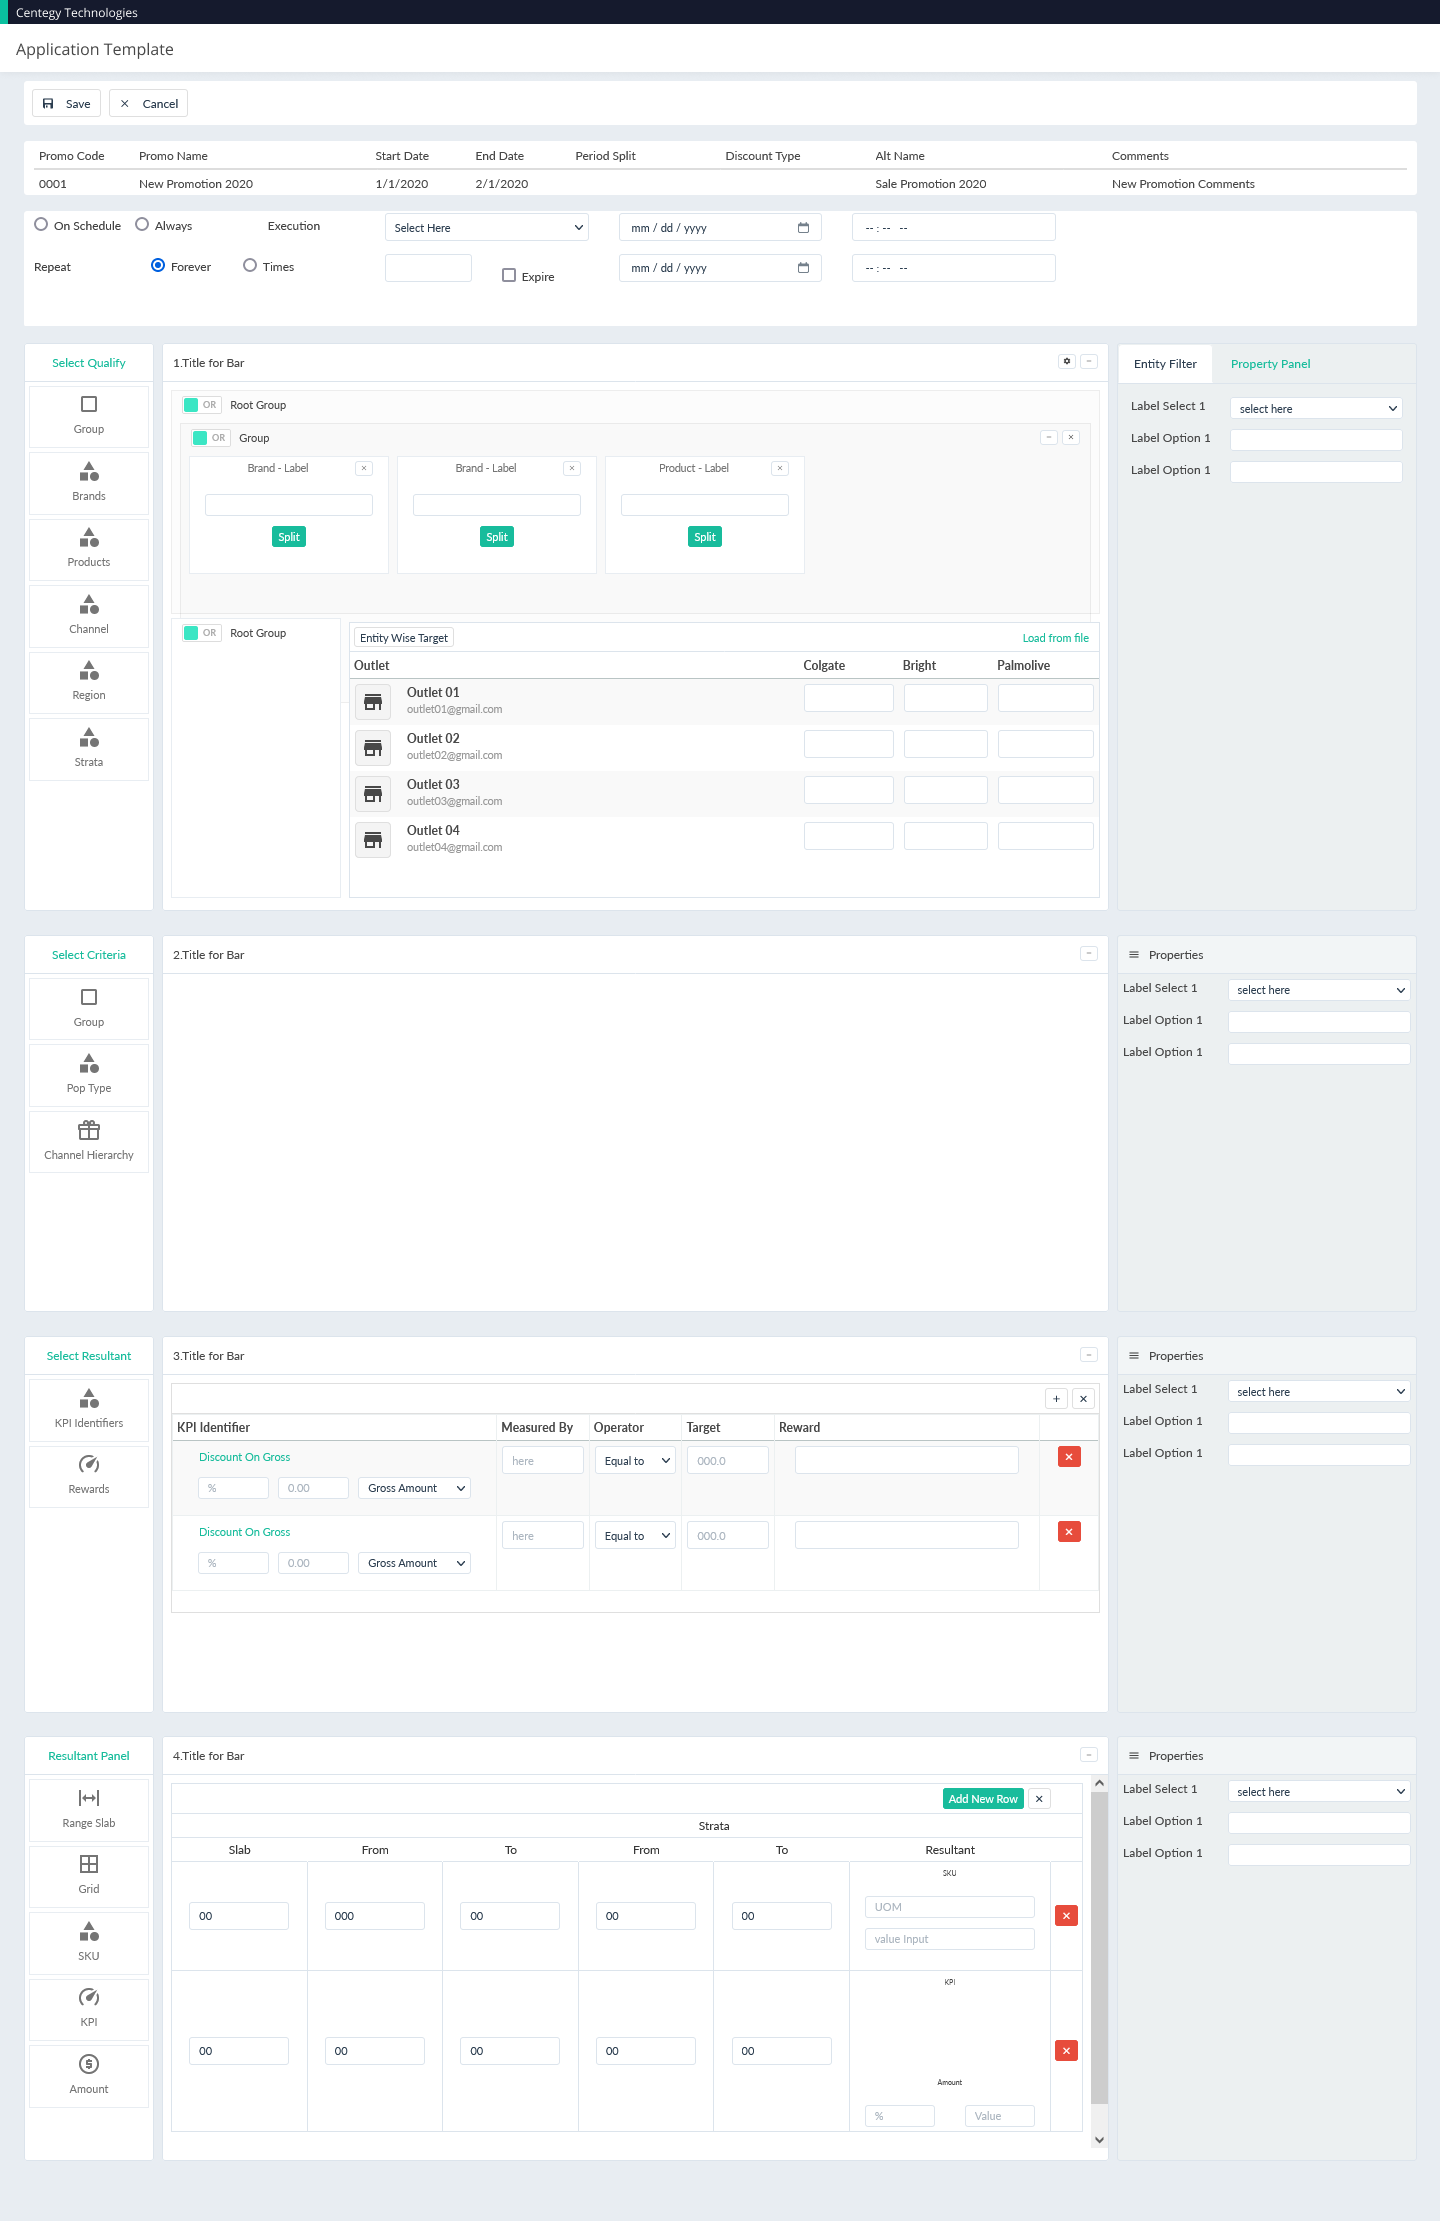 Centegy Technologies
Application Template
Save Cancel
Promo Code Promo Name Start Date End Date Period Split Discount Type Alt Name Comments
0001 New Promotion 2020 1/1/2020 2/1/2020 Sale Promotion 2020 New Promotion Comments
On Schedule Always Execution Select Here mm / dd / yyyy -- : -- --
Repeat Forever Times Expire mm / dd / yyyy -- : -- --
Select Qualify
Group
Brands
Products
Channel
Region
Strata
1.Title for Bar
OR Root Group
OR Group
Brand - Label Brand - Label Product - Label
Split Split Split
OR Root Group
Entity Wise Target Load from file
Outlet Colgate Bright Palmolive
Outlet 01
outlet01@gmail.com
Outlet 02
outlet02@gmail.com
Outlet 03
outlet03@gmail.com
Outlet 04
outlet04@gmail.com
Entity Filter Property Panel
Label Select 1 select here
Label Option 1
Label Option 1
Select Criteria
Group
Pop Type
Channel Hierarchy
2.Title for Bar
Properties
Label Select 1 select here
Label Option 1
Label Option 1
Select Resultant
KPI Identifiers
Rewards
3.Title for Bar
KPI Identifier Measured By Operator Target Reward
Discount On Gross here Equal to 000.0
% 0.00 Gross Amount
Discount On Gross here Equal to 000.0
% 0.00 Gross Amount
Properties
Label Select 1 select here
Label Option 1
Label Option 1
Resultant Panel
Range Slab
Grid
SKU
KPI
Amount
4.Title for Bar
Add New Row
Strata
Slab From To From To Resultant
SKU
00 000 00 00 00 UOM
value Input
KPI
00 00 00 00 00
Amount
% Value
Properties
Label Select 1 select here
Label Option 1
Label Option 1